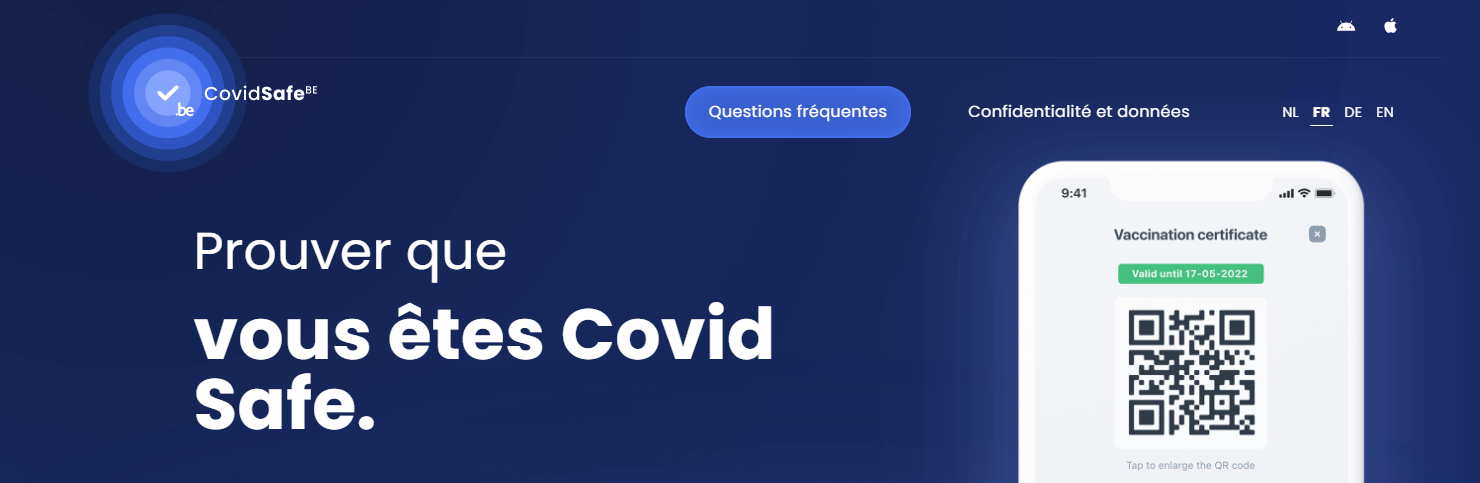 .be
CovidSafeBE
Questions fréquentes
Confidentialité et données
NL FR DE EN
Prouver que
vous êtes Covid
Safe.
9:41
Vaccination certificate
Valid until 17-05-2022
Tap to enlarge the QR code